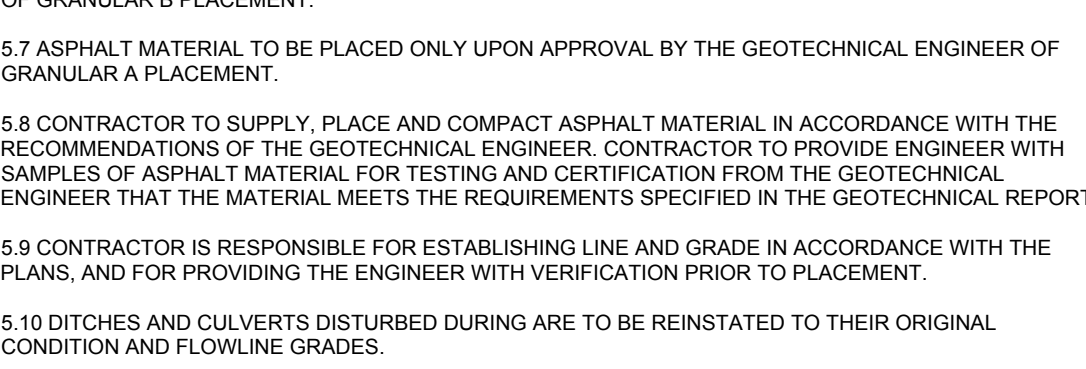 OF GRANULAR B PLACEMENT.
5.7 ASPHALT MATERIAL TO BE PLACED ONLY UPON APPROVAL BY THE GEOTECHNICAL ENGINEER OF
GRANULAR A PLACEMENT.
5.8 CONTRACTOR TO SUPPLY, PLACE AND COMPACT ASPHALT MATERIAL IN ACCORDANCE WITH THE
RECOMMENDATIONS OF THE GEOTECHNICAL ENGINEER. CONTRACTOR TO PROVIDE ENGINEER WITH
SAMPLES OF ASPHALT MATERIAL FOR TESTING AND CERTIFICATION FROM THE GEOTECHNICAL
ENGINEER THAT THE MATERIAL MEETS THE REQUIREMENTS SPECIFIED IN THE GEOTECHNICAL REPORT
5.9 CONTRACTOR IS RESPONSIBLE FOR ESTABLISHING LINE AND GRADE IN ACCORDANCE WITH THE
PLANS, AND FOR PROVIDING THE ENGINEER WITH VERIFICATION PRIOR TO PLACEMENT.
5.10 DITCHES AND CULVERTS DISTURBED DURING ARE TO BE REINSTATED TO THEIR ORIGINAL
CONDITION AND FLOWLINE GRADES.